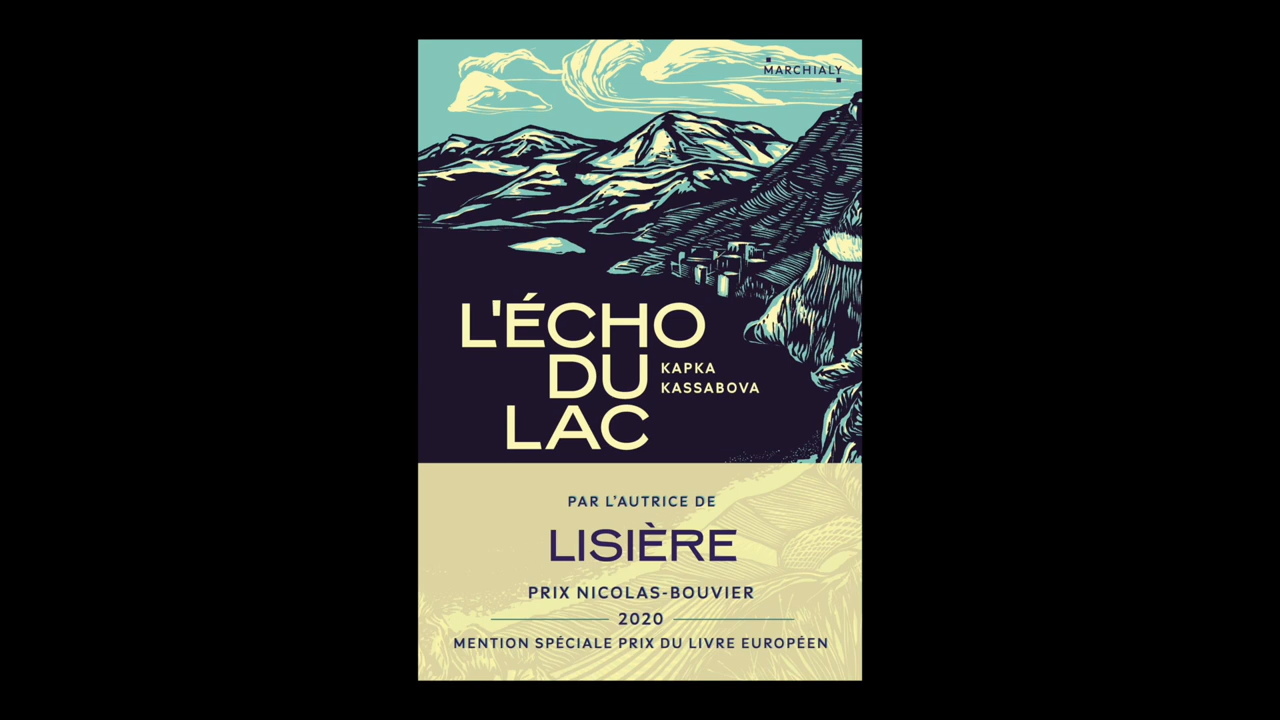 MARCHIALY
L'ÉCHO
DU
KAPKA
KASSABOVA
LAC
PAR L'AUTRICE DE
LISIÈRE
PRIX NICOLAS-BOUVIER
2020
MENTION SPÉCIALE PRIX DU LIVRE EUROPÉEN